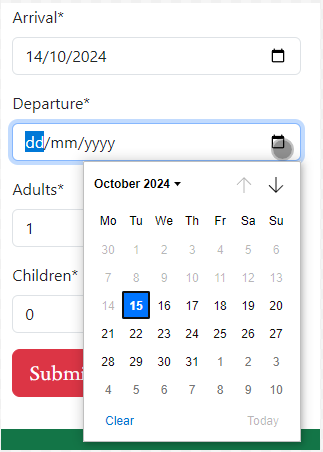 Arrival*
14/10/2024
Departure*
dd/mm/yyyy
October 2024
Adults*
Mo Tu We Th Fr Sa Su
1
30 1 2 3 4 5 6
7 8 9 10 11 12 13
Children*
14 15 16 17 18 19 20
0
21 22 23 24 25 26 27
28 29 30 31 1 2 3
Submi
4 5 6 7 8 9 10
Clear Today